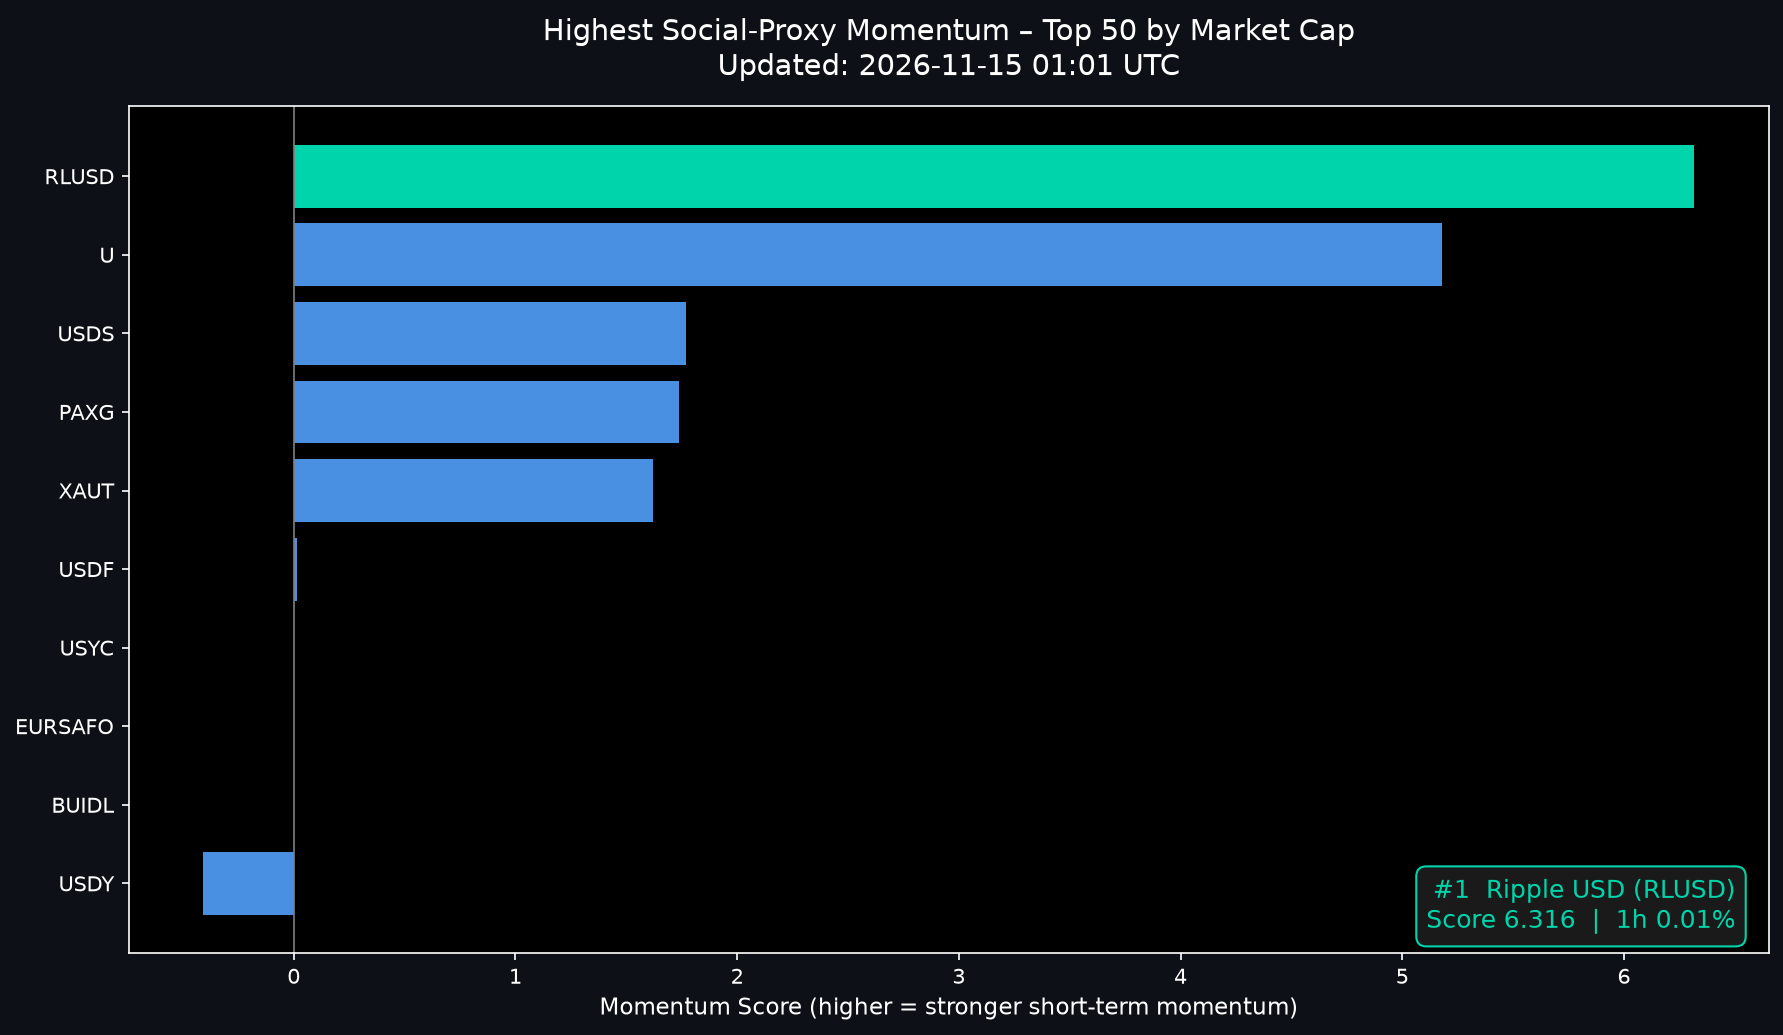 Highest Social-Proxy Momentum – Top 50 by Market Cap
Updated: 2026-11-15 01:01 UTC
RLUSD
U
USDS
PAXG
XAUT
USDF
USYC
EURSAFO
BUIDL
USDY
#1  Ripple USD (RLUSD)
Score 6.316  |  1h 0.01%
0 1 2 3 4 5 6
Momentum Score (higher = stronger short-term momentum)